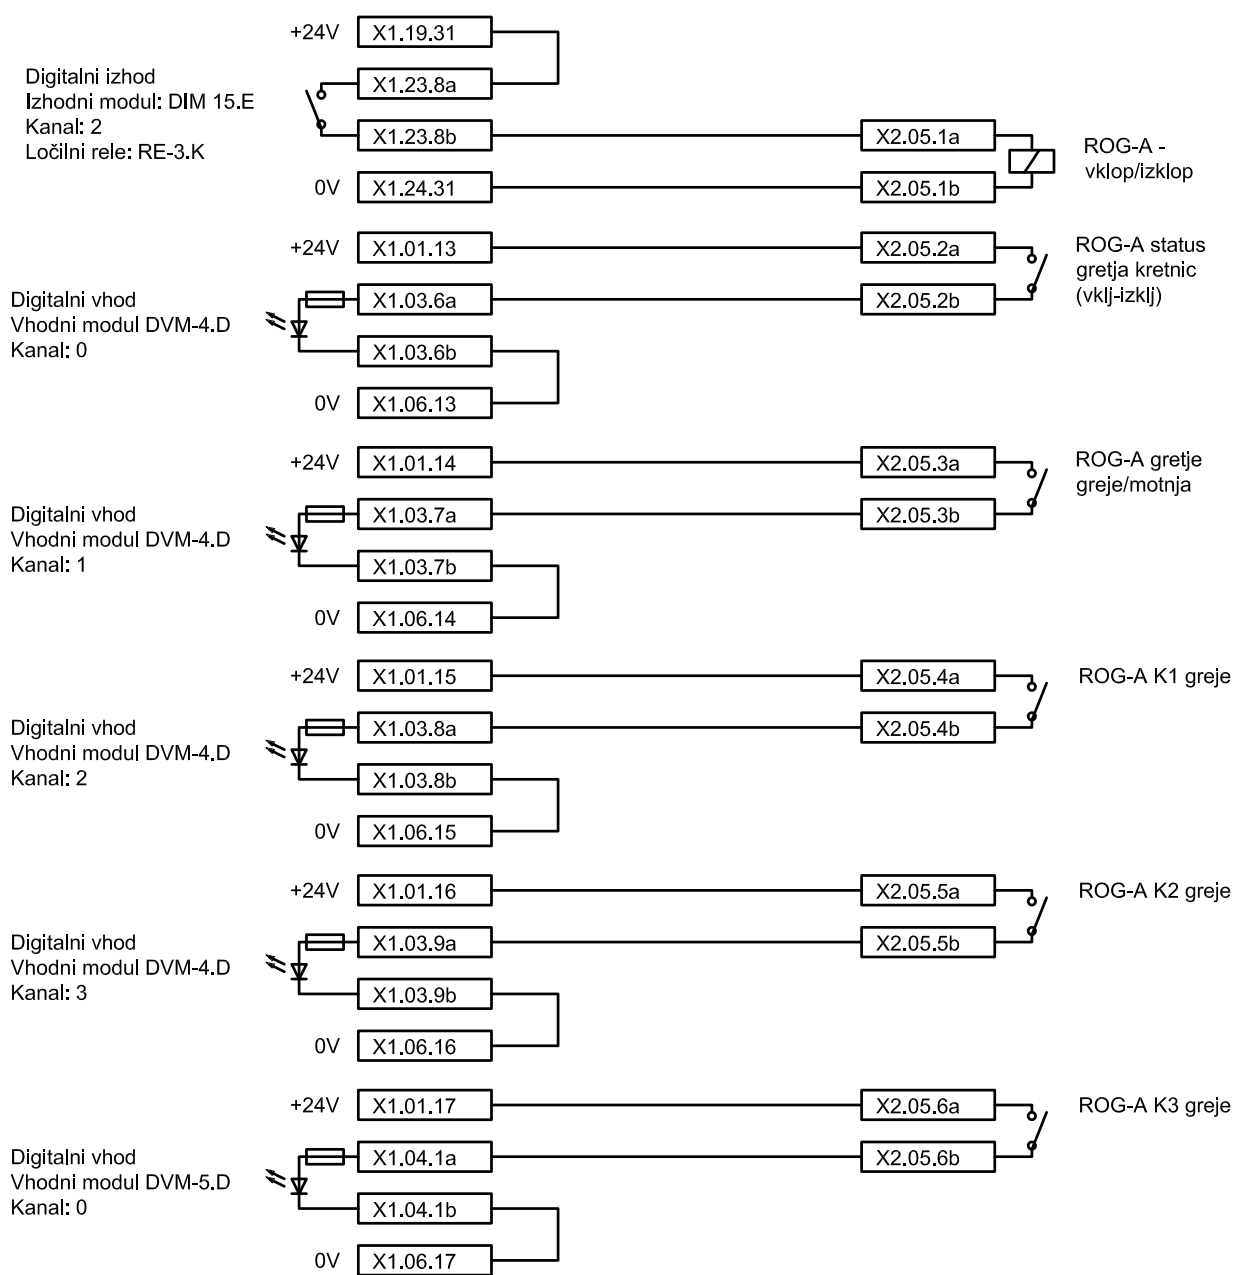 +24V X1.19.31
Digitalni izhod
Izhodni modul: DIM 15.E
Kanal: 2
Ločilni rele: RE-3.K
X1.23.8a
X1.23.8b X2.05.1a
0V X1.24.31 X2.05.1b
ROG-A -
vklop/izklop
+24V X1.01.13 X2.05.2a
ROG-A status
gretja kretnic
(vklj-izklj)
Digitalni vhod
Vhodni modul DVM-4.D
Kanal: 0
X1.03.6a X2.05.2b
X1.03.6b
0V X1.06.13
+24V X1.01.14 X2.05.3a
ROG-A gretje
greje/motnja
Digitalni vhod
Vhodni modul DVM-4.D
Kanal: 1
X1.03.7a X2.05.3b
X1.03.7b
0V X1.06.14
+24V X1.01.15 X2.05.4a ROG-A K1 greje
Digitalni vhod
Vhodni modul DVM-4.D
Kanal: 2
X1.03.8a X2.05.4b
X1.03.8b
0V X1.06.15
+24V X1.01.16 X2.05.5a ROG-A K2 greje
Digitalni vhod
Vhodni modul DVM-4.D
Kanal: 3
X1.03.9a X2.05.5b
X1.03.9b
0V X1.06.16
+24V X1.01.17 X2.05.6a ROG-A K3 greje
Digitalni vhod
Vhodni modul DVM-5.D
Kanal: 0
X1.04.1a X2.05.6b
X1.04.1b
0V X1.06.17